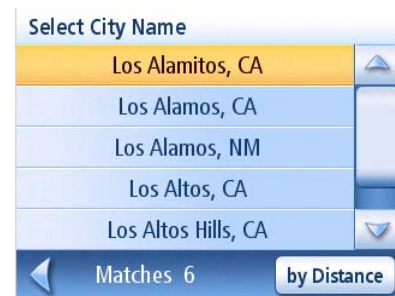 Select City Name
Los Alamitos, CA
Los Alamos, CA
Los Alamos, NM
Los Altos, CA
Los Altos Hills, CA
Matches 6 by Distance